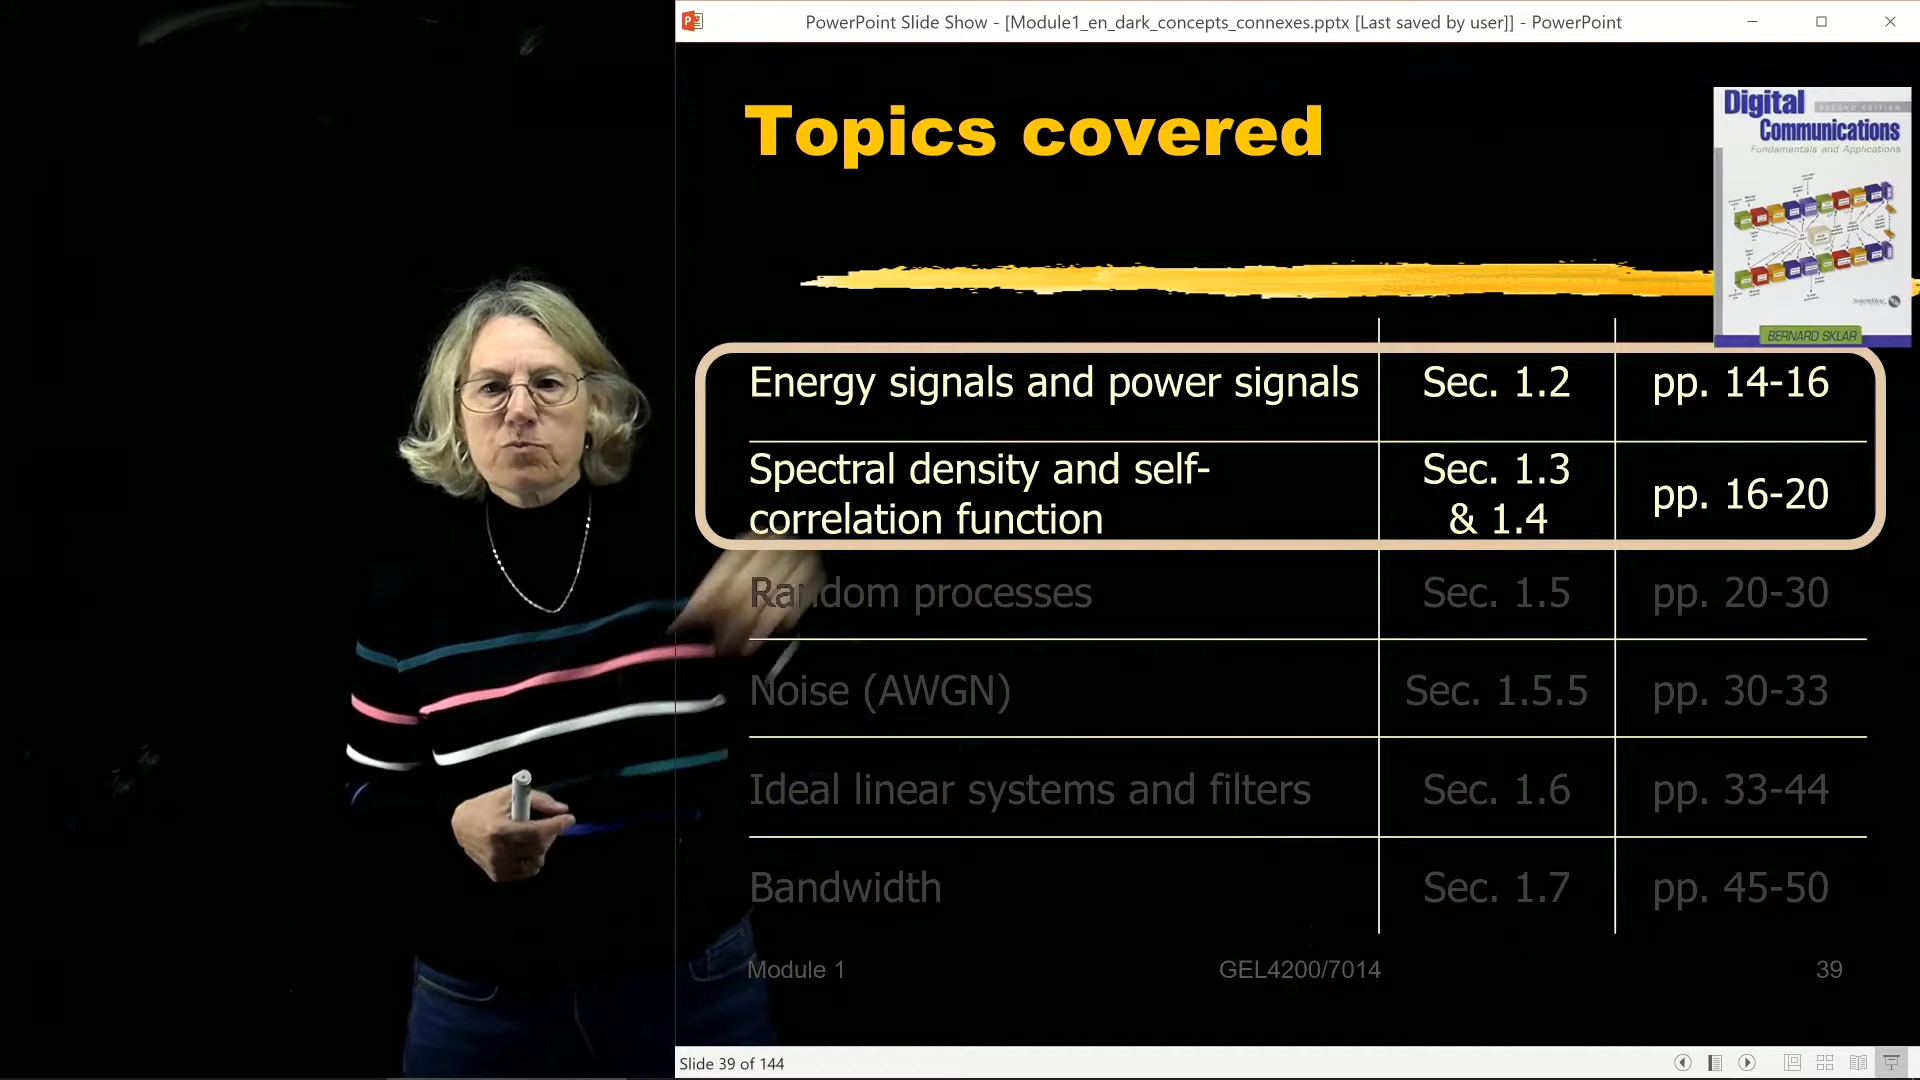 PowerPoint Slide Show - [Module1_en_dark_concepts_connexes.pptx [Last saved by user]] - PowerPoint
Topics covered
Digital
SECOND EDITION
Communications
Fundamentals and Applications
BERNARD SKLAR
Energy signals and power signals Sec. 1.2 pp. 14-16
Spectral density and self-
correlation function Sec. 1.3
& 1.4 pp. 16-20
Random processes Sec. 1.5 pp. 20-30
Noise (AWGN) Sec. 1.5.5 pp. 30-33
Ideal linear systems and filters Sec. 1.6 pp. 33-44
Bandwidth Sec. 1.7 pp. 45-50
Module 1 GEL4200/7014 39
Slide 39 of 144